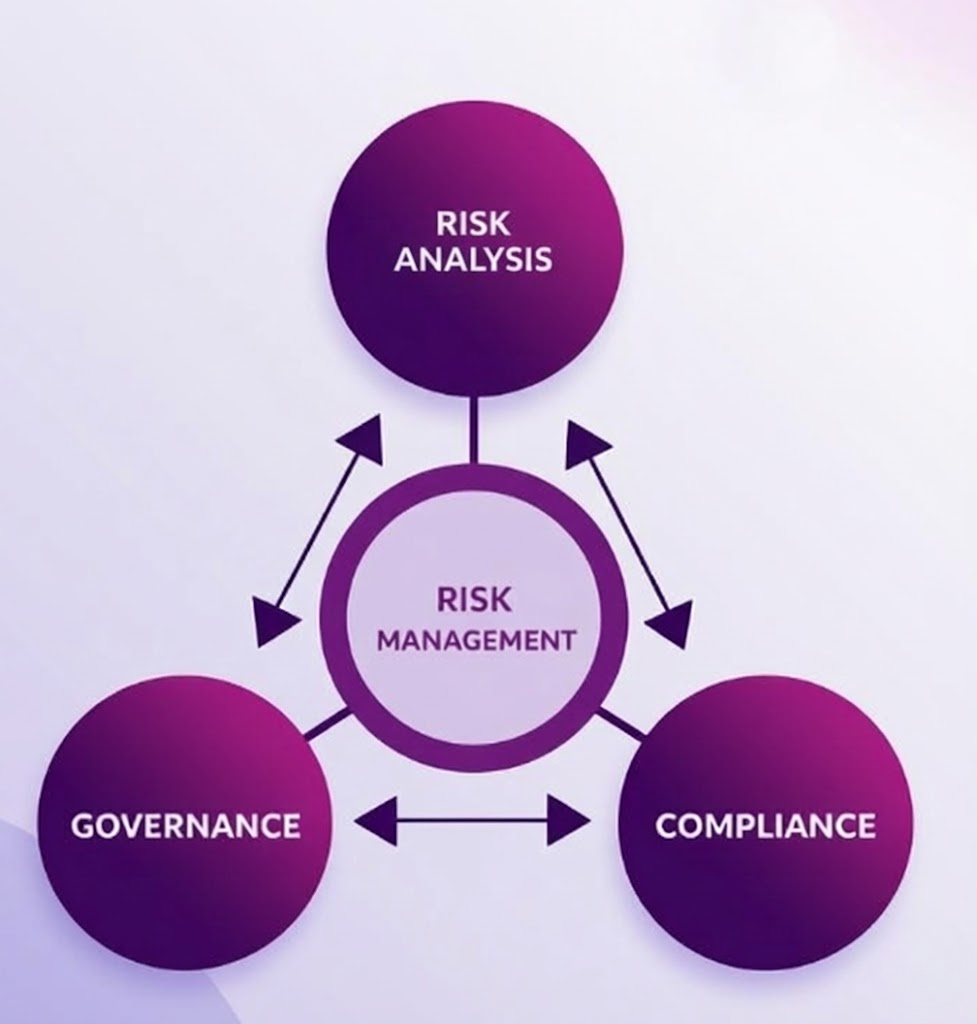 RISK
ANALYSIS
RISK
MANAGEMENT
GOVERNANCE
COMPLIANCE